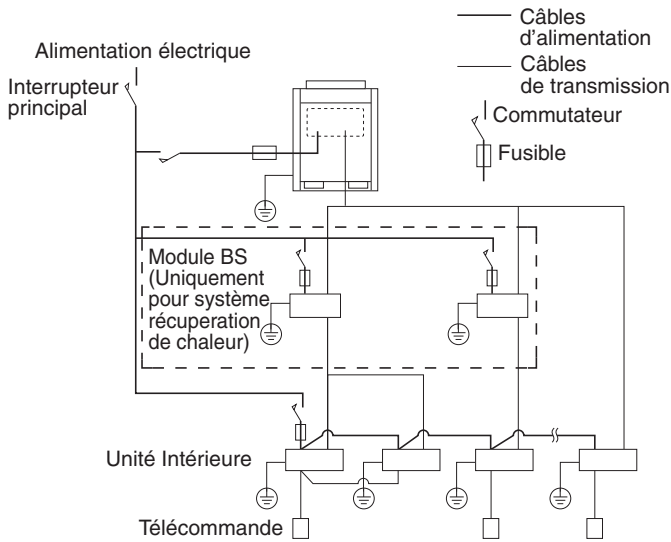 Alimentation électrique
Interrupteur
principal
Câbles
d'alimentation
Câbles
de transmission
Commutateur
Fusible
Module BS
(Uniquement
pour système
récuperation
de chaleur)
Unité Intérieure
Télécommande